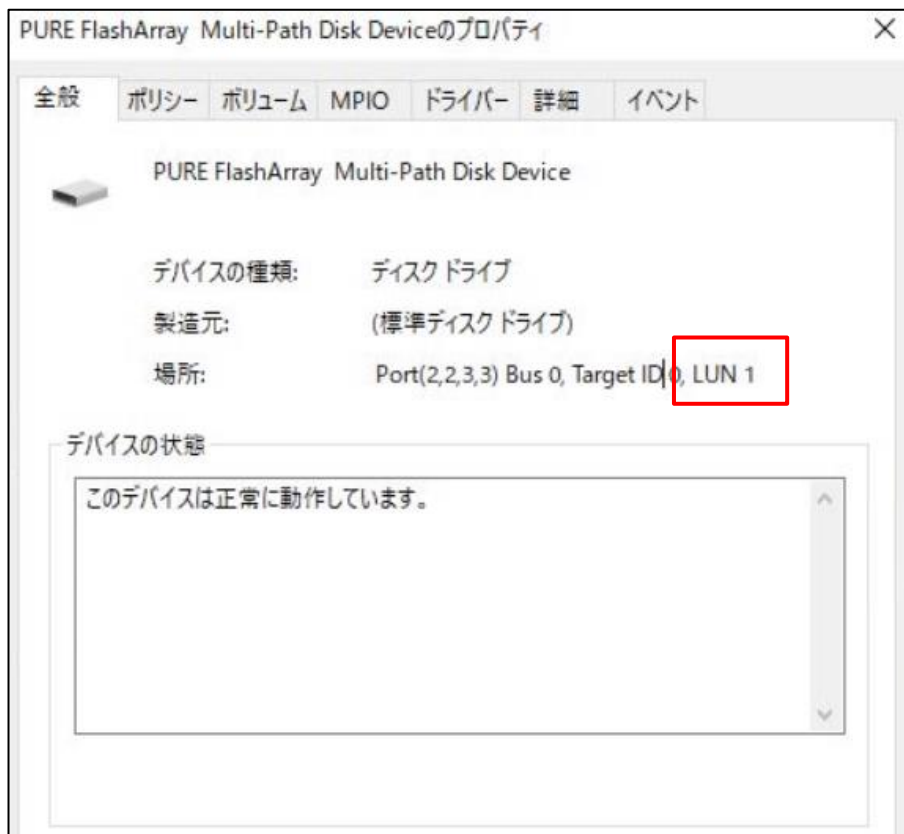 PURE FlashArray  Multi-Path Disk Deviceのプロパティ
全般 ポリシー ボリューム MPIO ドライバー 詳細 イベント
PURE FlashArray  Multi-Path Disk Device
デバイスの種類: ディスク ドライブ
製造元: (標準ディスク ドライブ)
場所: Port(2,2,3,3) Bus 0, Target ID 0, LUN 1
デバイスの状態
このデバイスは正常に動作しています。